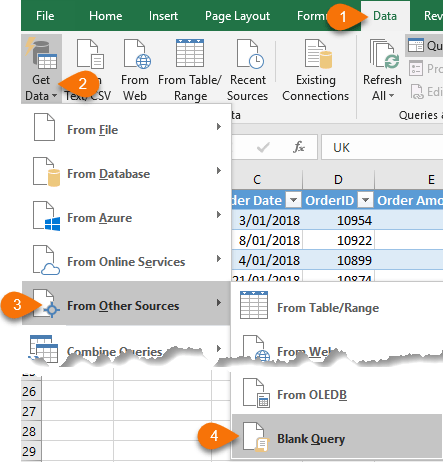 File Home Insert Page Layout Form 1 Data Rev
Get Data
2
Text/CSV
From Web
From Table/ Range
Recent Sources
Existing Connections
Refresh All
Qu
Pro
Edi
ta
Queries a
From File
From Database
From Azure
From Online Services
3 From Other Sources
Combine Queries
fx UK
C D E
der Date OrderID Order Amo
3/01/2018 10954
8/01/2018 10922
4/01/2018 10899
21/01/2018 10874
From Table/Range
From Web
From OLEDB
4 Blank Query
26
27
28
29